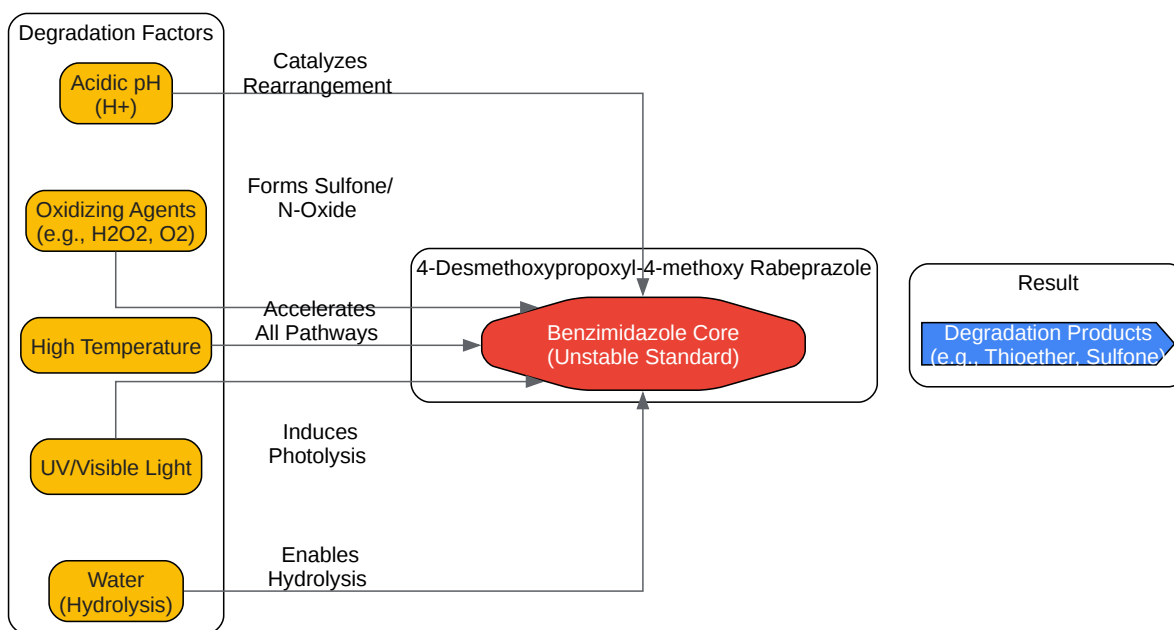 Degradation Factors
Acidic pH
(H+)
Catalyzes
Rearrangement
Oxidizing Agents
(e.g., H2O2, O2)
Forms Sulfone/
N-Oxide
High Temperature
Accelerates
All Pathways
UV/Visible Light
Induces
Photolysis
Water
(Hydrolysis)
Enables
Hydrolysis
4-Desmethoxypropoxyl-4-methoxy Rabeprazole
Benzimidazole Core
(Unstable Standard)
Result
Degradation Products
(e.g., Thioether, Sulfone)